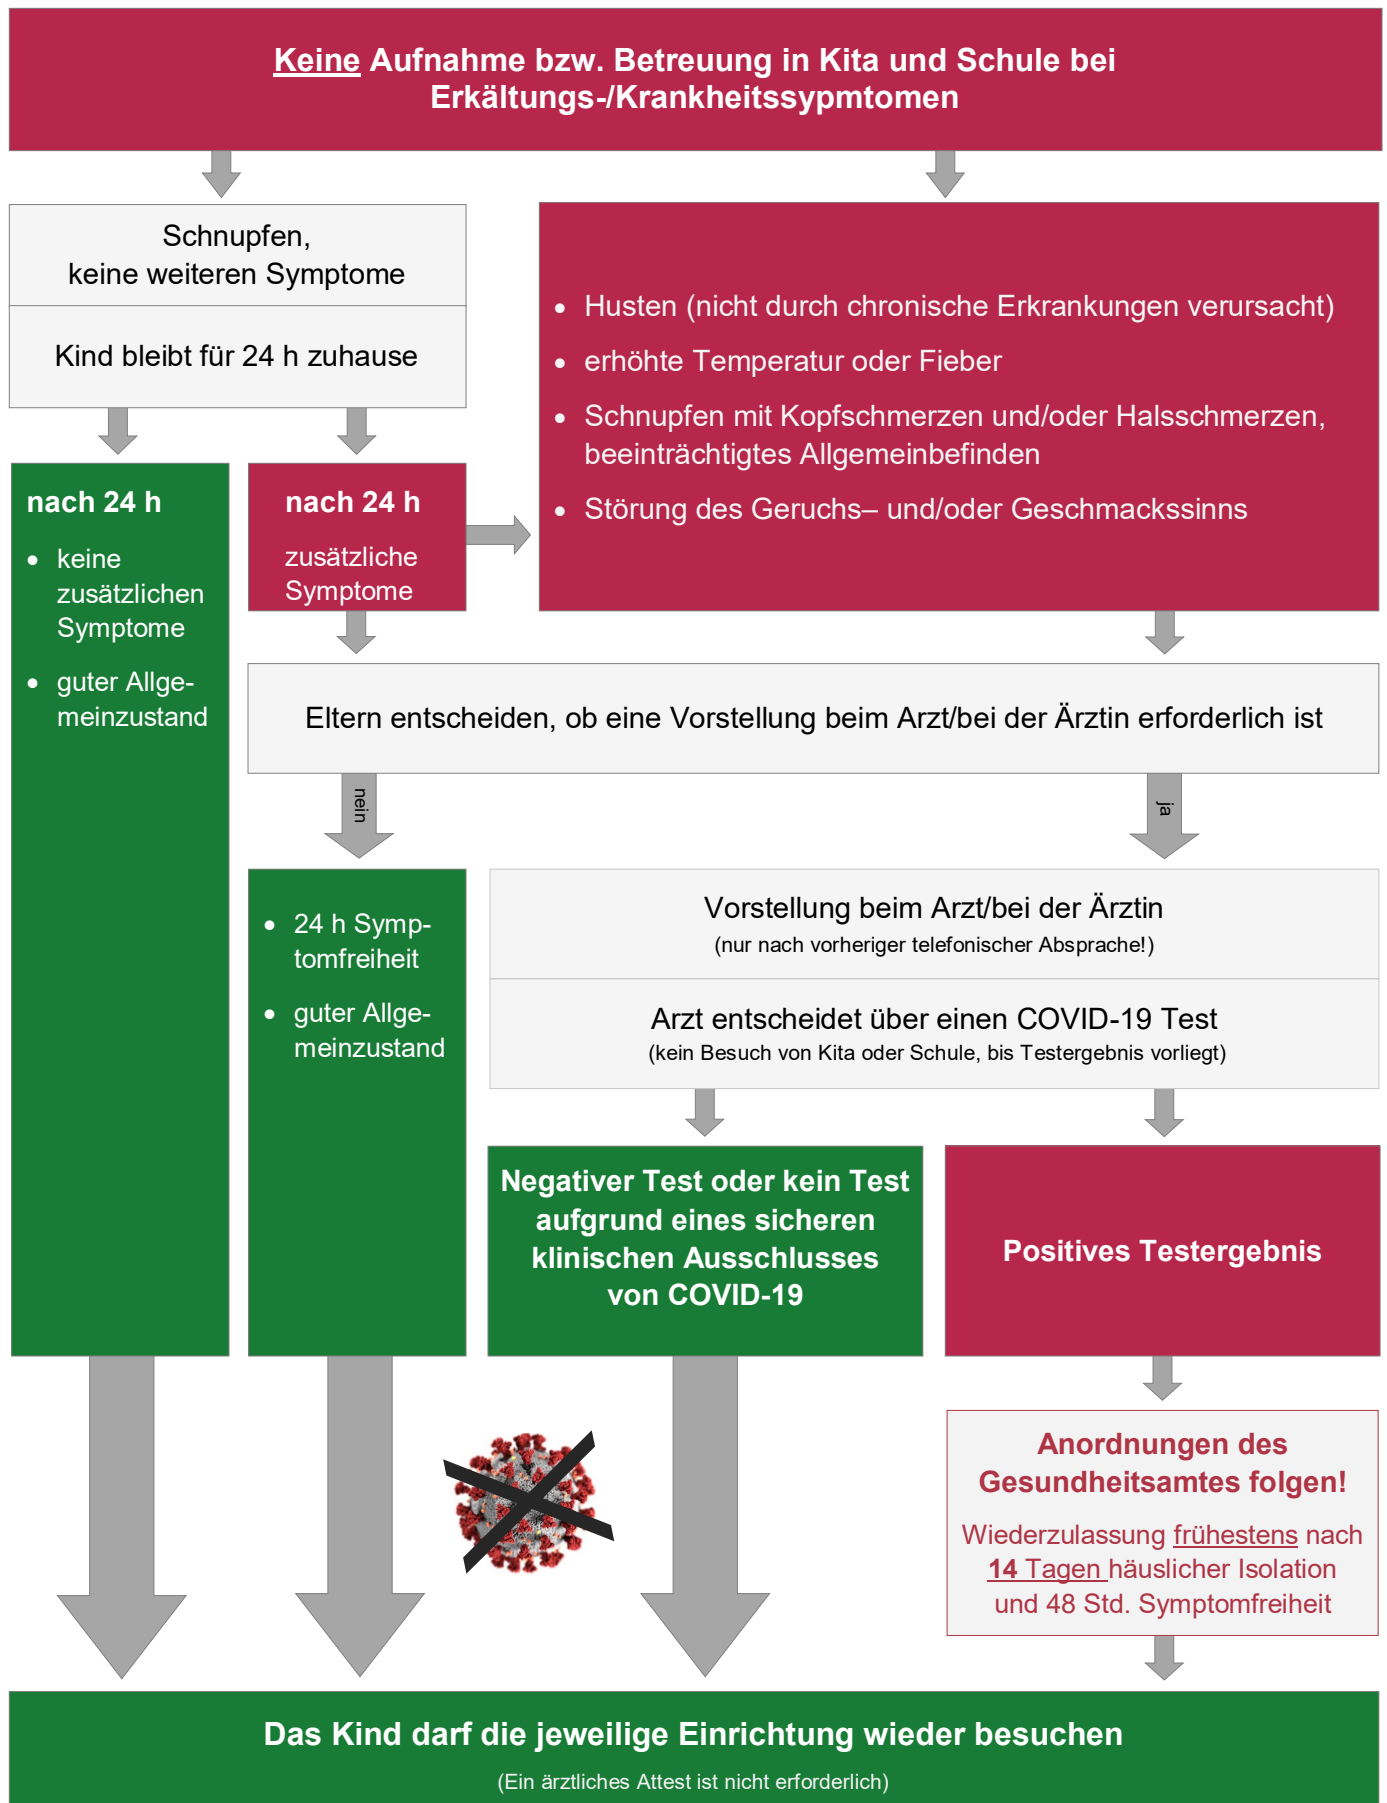 Keine Aufnahme bzw. Betreuung in Kita und Schule bei
Erkältungs-/Krankheitssypmtomen
Schnupfen,
keine weiteren Symptome
Kind bleibt für 24 h zuhause
• Husten (nicht durch chronische Erkrankungen verursacht)
• erhöhte Temperatur oder Fieber
• Schnupfen mit Kopfschmerzen und/oder Halsschmerzen,
beeinträchtigtes Allgemeinbefinden
• Störung des Geruchs– und/oder Geschmackssinns
nach 24 h
• keine
zusätzlichen
Symptome
• guter Allge-
meinzustand
nach 24 h
zusätzliche
Symptome
Eltern entscheiden, ob eine Vorstellung beim Arzt/bei der Ärztin erforderlich ist
nein
ja
• 24 h Symp-
tomfreiheit
• guter Allge-
meinzustand
Vorstellung beim Arzt/bei der Ärztin
(nur nach vorheriger telefonischer Absprache!)
Arzt entscheidet über einen COVID-19 Test
(kein Besuch von Kita oder Schule, bis Testergebnis vorliegt)
Negativer Test oder kein Test
aufgrund eines sicheren
klinischen Ausschlusses
von COVID-19
Positives Testergebnis
Anordnungen des
Gesundheitsamtes folgen!
Wiederzulassung frühestens nach
14 Tagen häuslicher Isolation
und 48 Std. Symptomfreiheit
Das Kind darf die jeweilige Einrichtung wieder besuchen
(Ein ärztliches Attest ist nicht erforderlich)